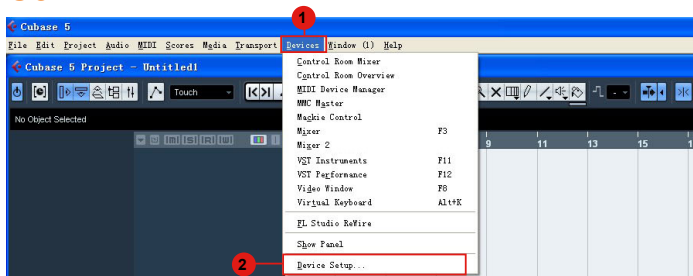 1
Cubase 5
File Edit Project Audio MIDI Scores Media Transport Devices Window (1) Help
Cubase 5 Project - Untitled1
Touch
No Object Selected
Control Room Mixer
Control Room Overview
MIDI Device Manager
MMC Master
Mackie Control
Mixer F3
Mixer 2
VST Instruments F11
VST Performance F12
Video Window F8
Virtual Keyboard Alt+K
FL Studio ReWire
Show Panel
2 Device Setup...
9 11 13 15 1